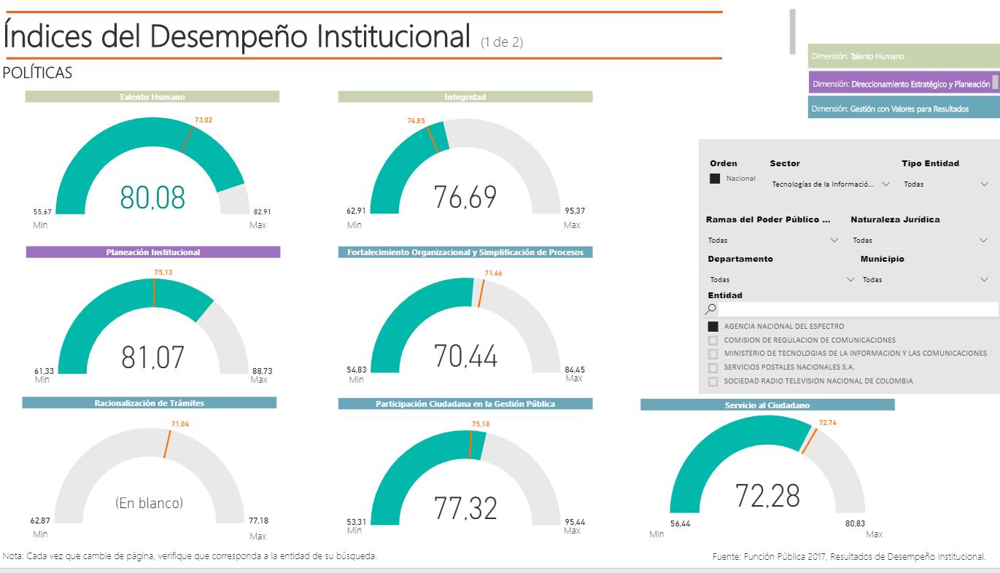 Índices del Desempeño Institucional (1 de 2)
POLÍTICAS
Dimensión: Talento Humano
Dimensión: Direccionamiento Estratégico y Planeación
Dimensión: Gestión con Valores para Resultados
Talento Humano
73,02
80,08
55,67
Min
82,91
Max
Integridad
74,85
76,69
62,91
Min
95,37
Max
Orden
Nacional
Sector
Tecnologías de la Informació...
Tipo Entidad
Todas
Ramas del Poder Público ...
Todas
Naturaleza Jurídica
Todas
Departamento
Todas
Municipio
Todas
Entidad
AGENCIA NACIONAL DEL ESPECTRO
COMISION DE REGULACION DE COMUNICACIONES
MINISTERIO DE TECNOLOGIAS DE LA INFORMACION Y LAS COMUNICACIONES
SERVICIOS POSTALES NACIONALES S.A.
SOCIEDAD RADIO TELEVISION NACIONAL DE COLOMBIA
Planeación Institucional
75,13
81,07
61,33
Min
88,73
Max
Fortalecimiento Organizacional y Simplificación de Procesos
71,46
70,44
54,83
Min
84,45
Max
Racionalización de Trámites
71,04
(En blanco)
62,87
Min
77,18
Max
Participación Ciudadana en la Gestión Pública
75,18
77,32
53,31
Min
95,44
Max
Servicio al Ciudadano
72,74
72,28
56,44
Min
80,83
Max
Nota: Cada vez que cambie de página, verifique que corresponda a la entidad de su búsqueda.
Fuente: Función Pública 2017, Resultados de Desempeño Institucional.